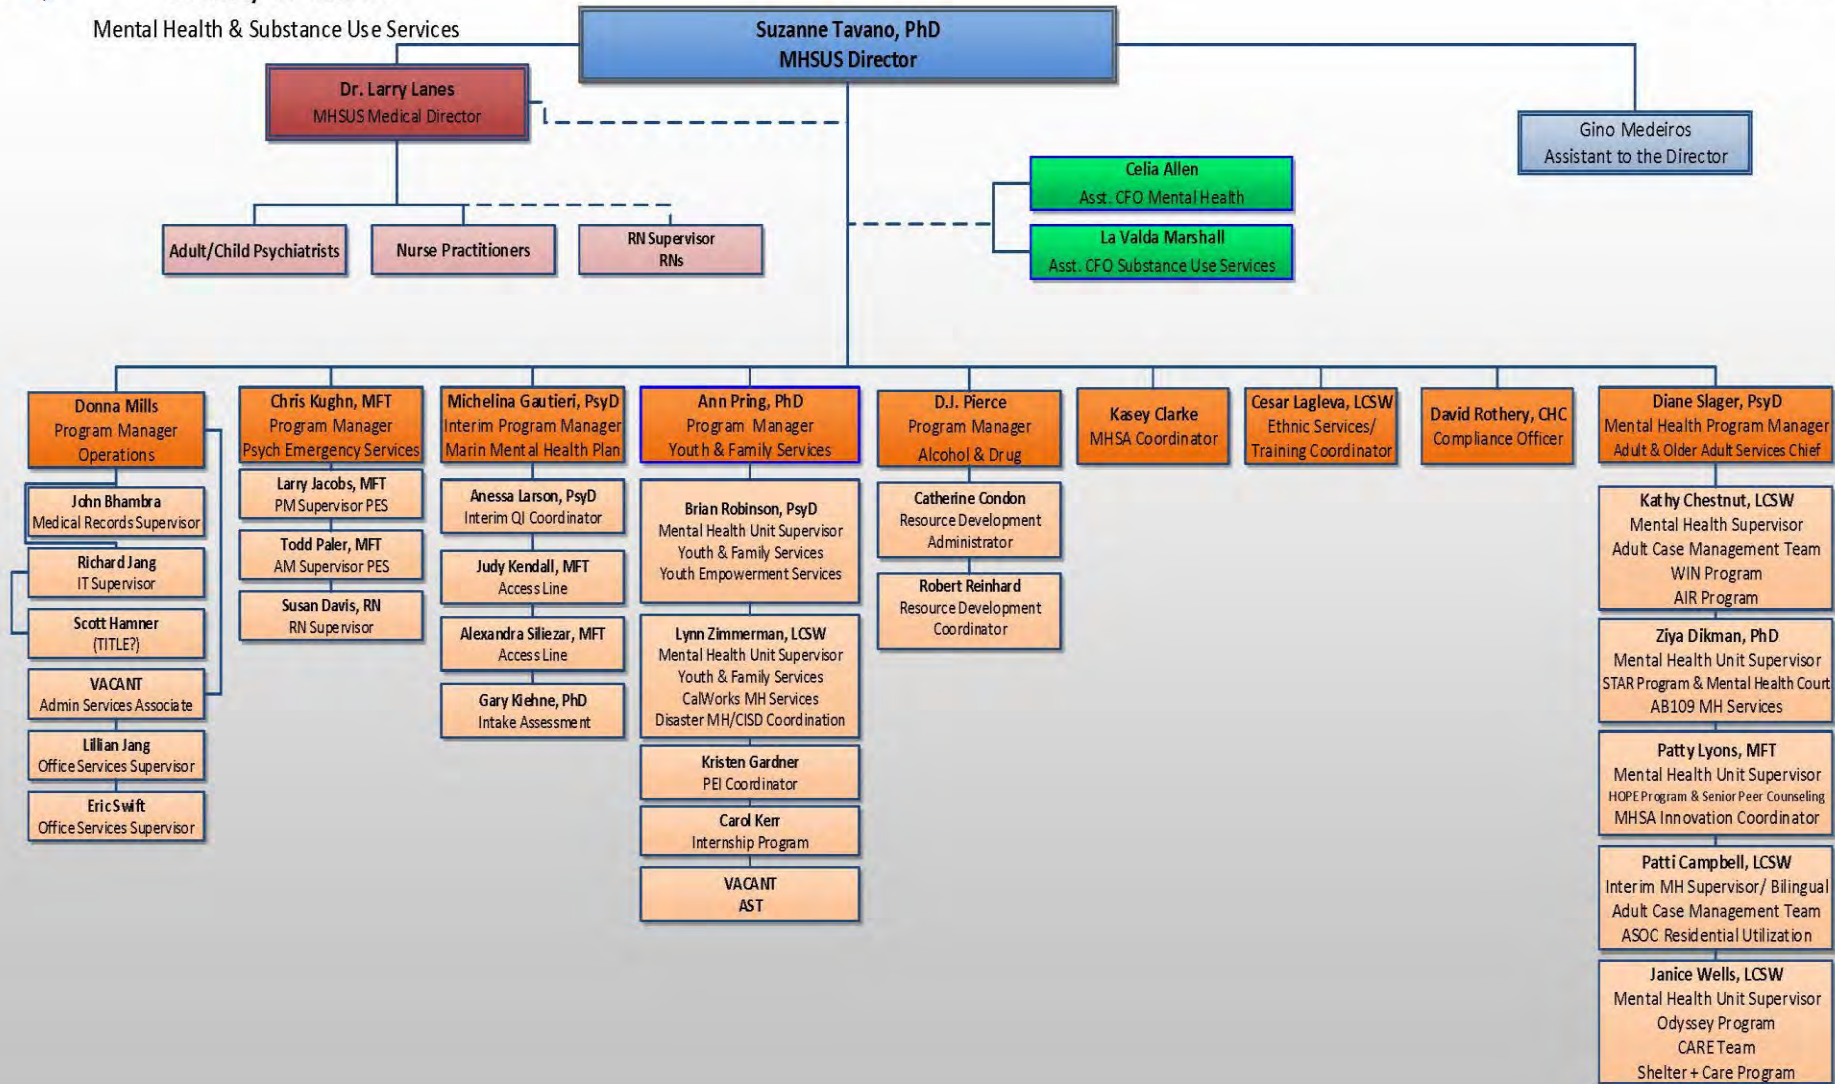 Mental Health & Substance Use Services
Suzanne Tavano, PhD
MHSUS Director
Dr. Larry Lanes
MHSUS Medical Director
Gino Medeiros
Assistant to the Director
Celia Allen
Asst. CFO Mental Health
La Valda Marshall
Asst. CFO Substance Use Services
Adult/Child Psychiatrists
Nurse Practitioners
RN Supervisor
RNs
Donna Mills
Program Manager
Operations
John Bhambra
Medical Records Supervisor
Richard Jang
IT Supervisor
Scott Hamner
(TITLE?)
VACANT
Admin Services Associate
Lillian Jang
Office Services Supervisor
Eric Swift
Office Services Supervisor
Chris Kughn, MFT
Program Manager
Psych Emergency Services
Larry Jacobs, MFT
PM Supervisor PES
Todd Paler, MFT
AM Supervisor PES
Susan Davis, RN
RN Supervisor
Michelina Gautieri, PsyD
Interim Program Manager
Marin Mental Health Plan
Anessa Larson, PsyD
Interim QI Coordinator
Judy Kendall, MFT
Access Line
Alexandra Siliezar, MFT
Access Line
Gary Kiehne, PhD
Intake Assessment
Ann Pring, PhD
Program Manager
Youth & Family Services
Brian Robinson, PsyD
Mental Health Unit Supervisor
Youth & Family Services
Youth Empowerment Services
Lynn Zimmerman, LCSW
Mental Health Unit Supervisor
Youth & Family Services
CalWorks MH Services
Disaster MH/CISD Coordination
Kristen Gardner
PEI Coordinator
Carol Kerr
Internship Program
VACANT
AST
D.J. Pierce
Program Manager
Alcohol & Drug
Catherine Condon
Resource Development
Administrator
Robert Reinhard
Resource Development
Coordinator
Kasey Clarke
MHSA Coordinator
Cesar Lagleva, LCSW
Ethnic Services/
Training Coordinator
David Rothery, CHC
Compliance Officer
Diane Slager, PsyD
Mental Health Program Manager
Adult & Older Adult Services Chief
Kathy Chestnut, LCSW
Mental Health Supervisor
Adult Case Management Team
WIN Program
AIR Program
Ziya Dikman, PhD
Mental Health Unit Supervisor
STAR Program & Mental Health Court
AB109 MH Services
Patty Lyons, MFT
Mental Health Unit Supervisor
HOPE Program & Senior Peer Counseling
MHSA Innovation Coordinator
Patti Campbell, LCSW
Interim MH Supervisor/ Bilingual
Adult Case Management Team
ASOC Residential Utilization
Janice Wells, LCSW
Mental Health Unit Supervisor
Odyssey Program
CARE Team
Shelter + Care Program